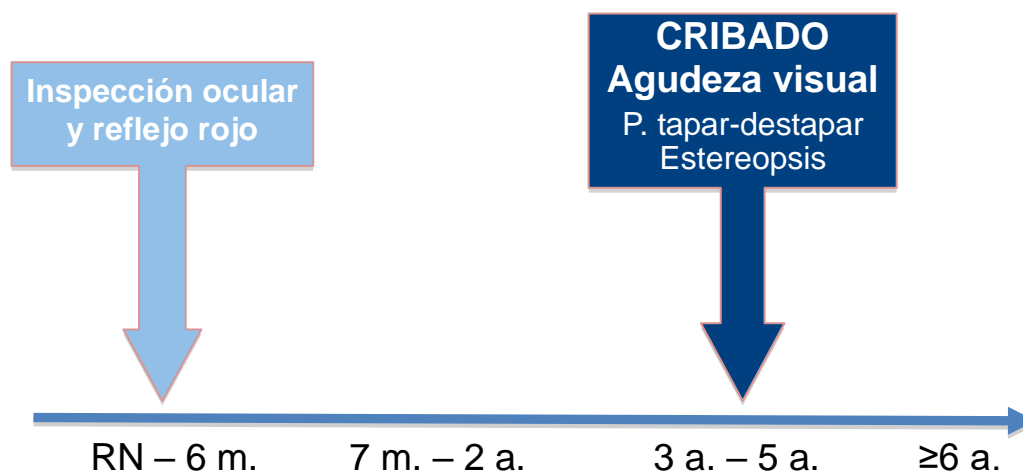 Inspección ocular
y reflejo rojo
CRIBADO
Agudeza visual
P. tapar-destapar
Estereopsis
RN – 6 m. 7 m. – 2 a. 3 a. – 5 a. ≥6 a.